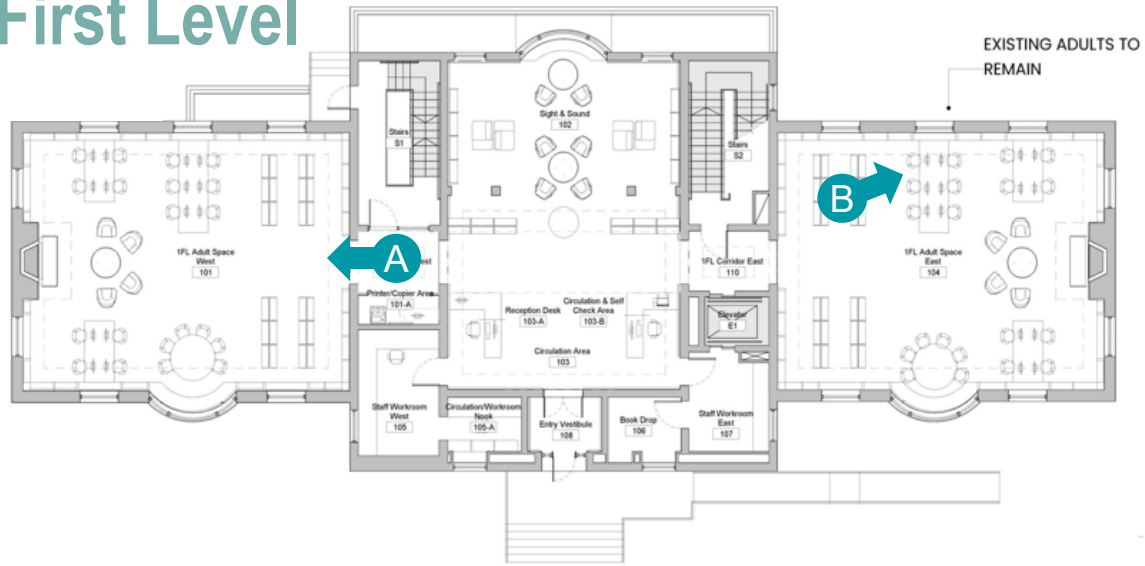 First Level
EXISTING ADULTS TO
REMAIN
Stairs
S1
Sight & Sound
102
Stairs
S2
B
1FL Adult Space
West
101
A
est
1FL Corridor East
110
1FL Adult Space
East
104
Printer/Copier Area
101-A
Reception Desk
103-A
Circulation & Self
Check Area
103-B
Elevator
E1
Circulation Area
103
Staff Workroom
West
105
Circulation/Workroom
Nook
105-A
Entry Vestibule
108
Book Drop
106
Staff Workroom
East
107